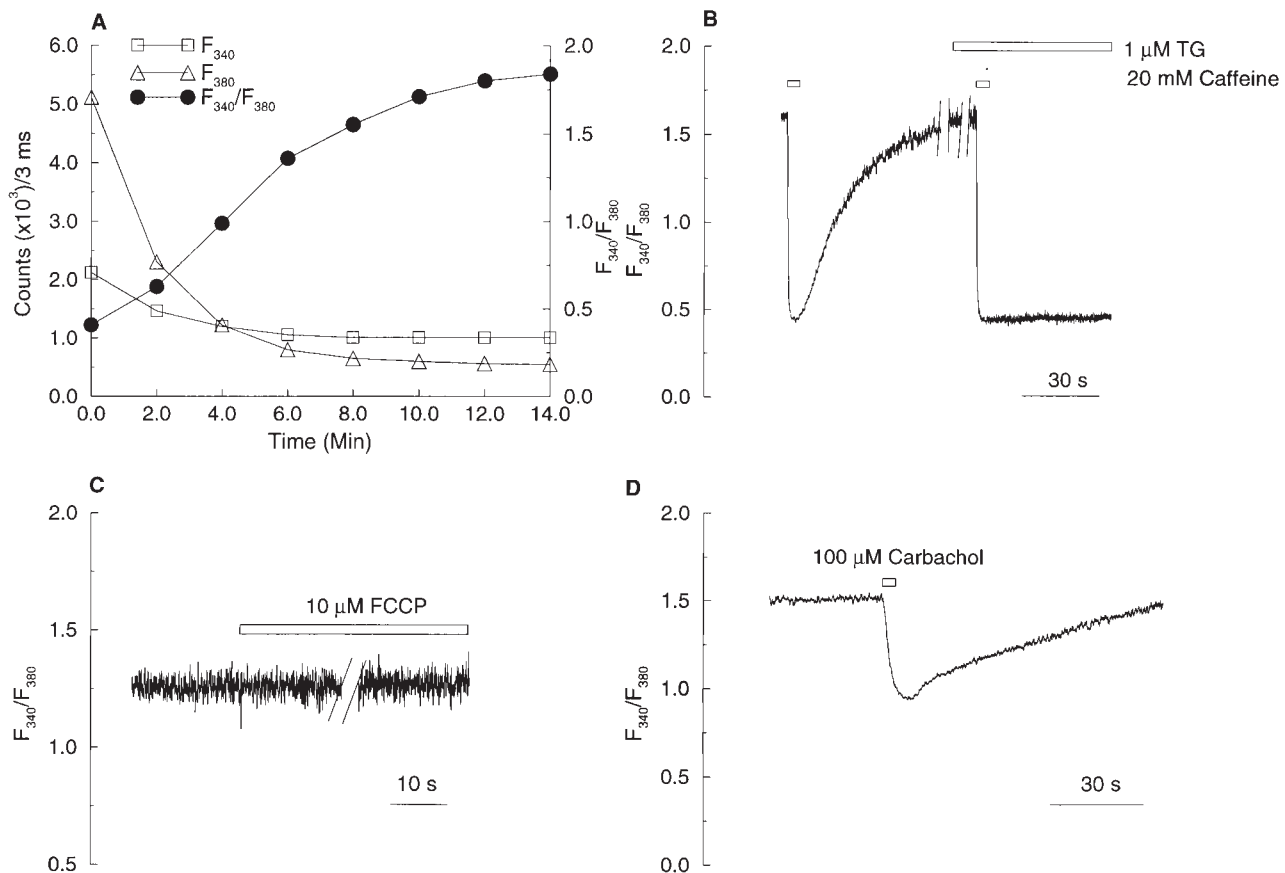 A
F340
F380
F340/F380
Counts (x10³)/3 ms
6.0
5.0
4.0
3.0
2.0
1.0
0.0
2.0
1.5
1.0
0.5
0.0
F340/F380
0.0 2.0 4.0 6.0 8.0 10.0 12.0 14.0
Time (Min)
B
1 μM TG
20 mM Caffeine
F340/F380
2.0
1.5
1.0
0.5
0.0
30 s
C
F340/F380
2.0
1.5
1.0
0.5
10 μM FCCP
10 s
D
F340/F380
2.0
1.5
1.0
0.5
0.0
100 μM Carbachol
30 s